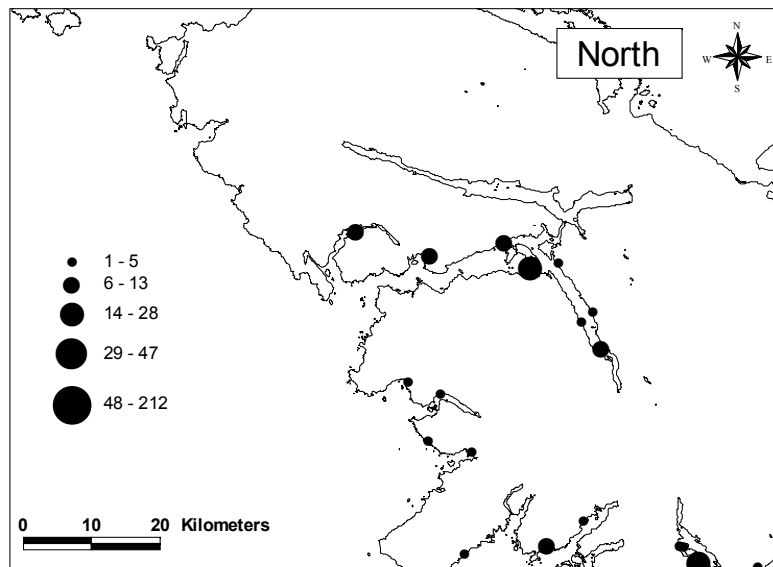 North
N
W E
S
1 - 5
6 - 13
14 - 28
29 - 47
48 - 212
0 10 20 Kilometers